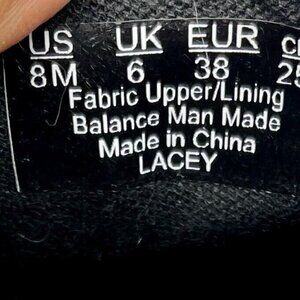 US UK EUR
8M 6 38
Fabric Upper/Lining
Balance Man Made
Made in China
LACEY